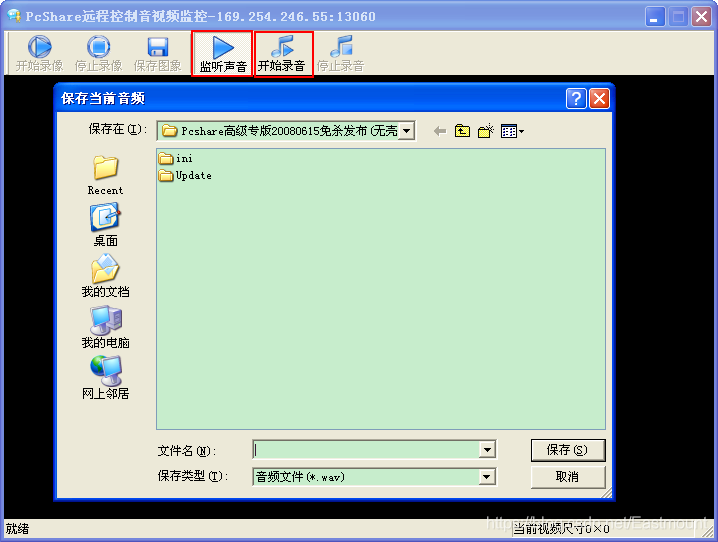 PcShare远程控制音视频监控-169.254.246.55:13060
开始录像 停止录像 保存图象 监听声音 开始录音 停止录音
保存当前音频
保存在(I): Pcshare高级专版20080615免杀发布(无壳
ini
Update
Recent
桌面
我的文档
我的电脑
网上邻居
文件名(N): 保存(S)
保存类型(T): 音频文件(*.wav) 取消
就绪 当前视频尺寸0×0